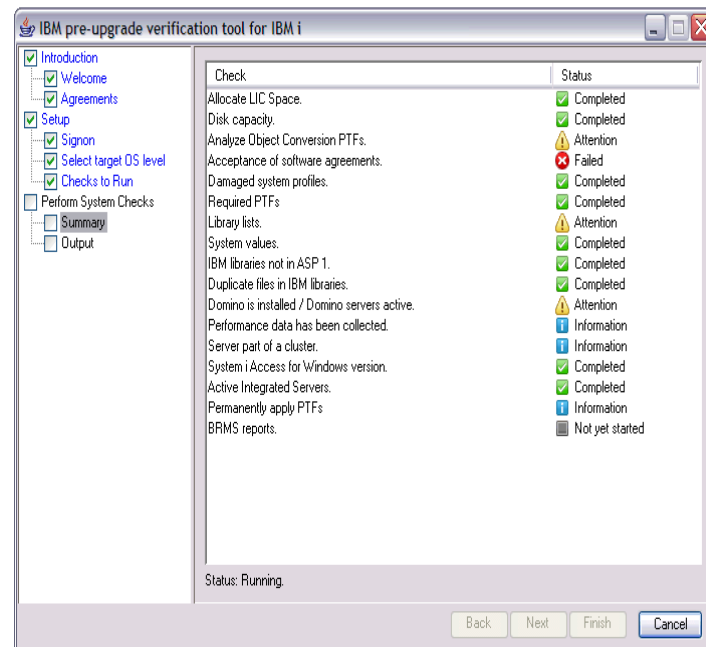 IBM pre-upgrade verification tool for IBM i
Introduction
Welcome
Agreements
Setup
Signon
Select target OS level
Checks to Run
Perform System Checks
Summary
Output
Check Status
Allocate LIC Space. Completed
Disk capacity. Completed
Analyze Object Conversion PTFs. Attention
Acceptance of software agreements. Failed
Damaged system profiles. Completed
Required PTFs Completed
Library lists. Attention
System values. Completed
IBM libraries not in ASP 1. Completed
Duplicate files in IBM libraries. Completed
Domino is installed / Domino servers active. Attention
Performance data has been collected. Information
Server part of a cluster. Information
System i Access for Windows version. Completed
Active Integrated Servers. Completed
Permanently apply PTFs Information
BRMS reports. Not yet started
Status: Running.
Back Next Finish Cancel